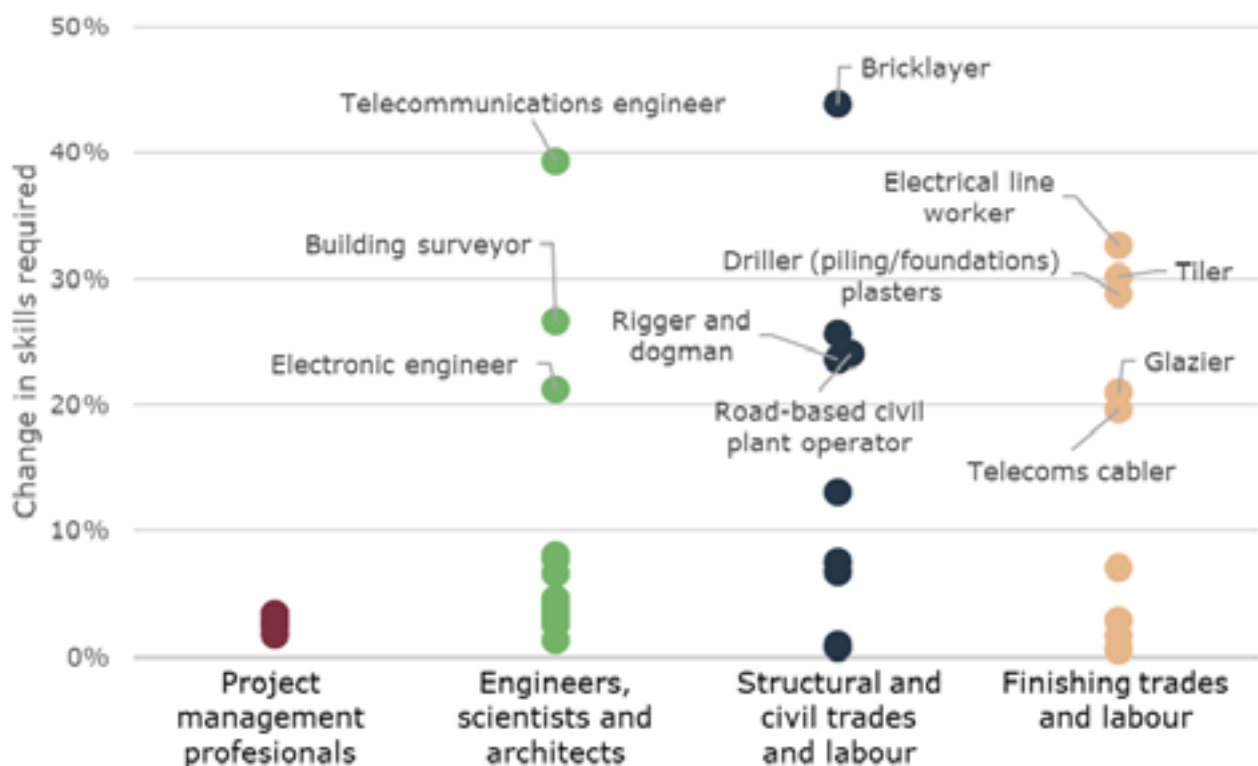 50%
Bricklayer
Telecommunications engineer
40%
Electrical line
worker
Building surveyor
Driller (piling/foundations)
plasters
30%
Tiler
Rigger and
dogman
Electronic engineer
Glazier
20%
Road-based civil
plant operator
Telecoms cabler
10%
0%
Change in skills required
Project
management
profesionals
Engineers,
scientists and
architects
Structural and
civil trades
and labour
Finishing trades
and labour